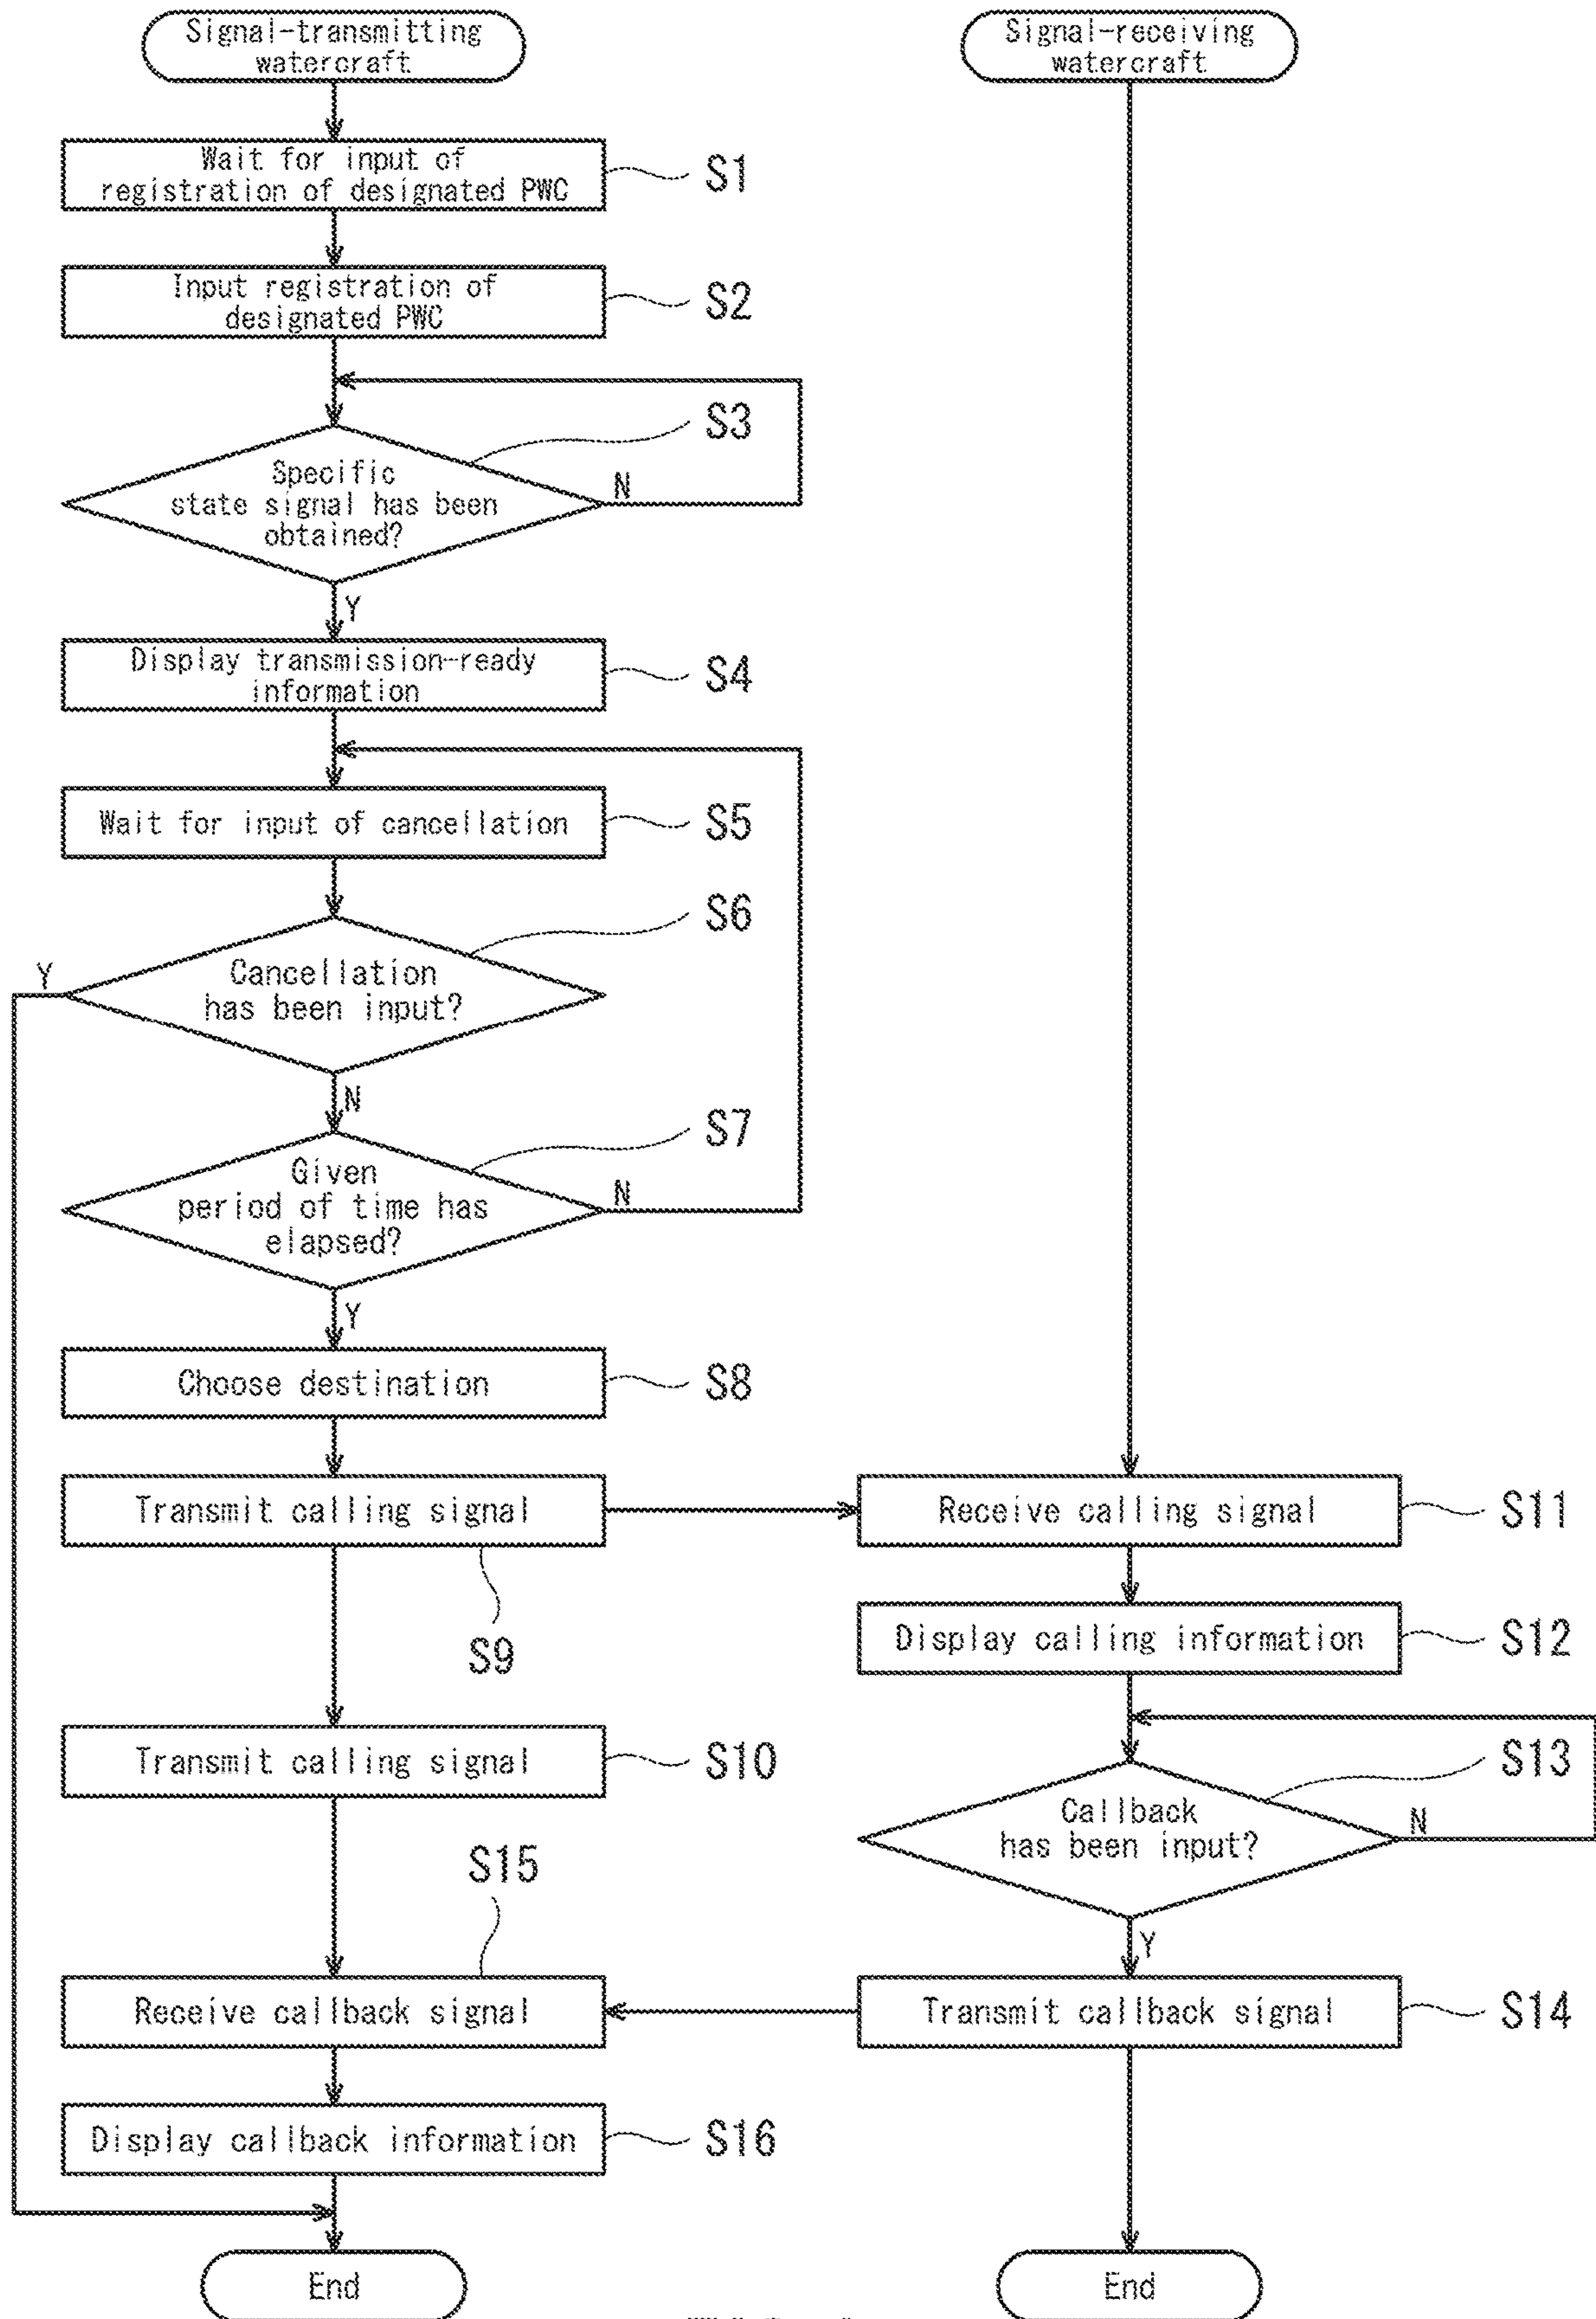 Signal-transmitting
watercraft
Signal-receiving
watercraft
Wait for input of
registration of designated PWC
S1
Input registration of
designated PWC
S2
S3
Specific
state signal has been
obtained?
N
Y
Display transmission-ready
information
S4
Wait for input of cancellation
S5
S6
Y
Cancellation
has been input?
N
S7
Given
period of time has
elapsed?
N
Y
Choose destination
S8
Transmit calling signal
S9
Receive calling signal
S11
Display calling information
S12
Transmit calling signal
S10
S13
Callback
has been input?
N
Y
S15
Receive callback signal
Transmit callback signal
S14
Display callback information
S16
End
End